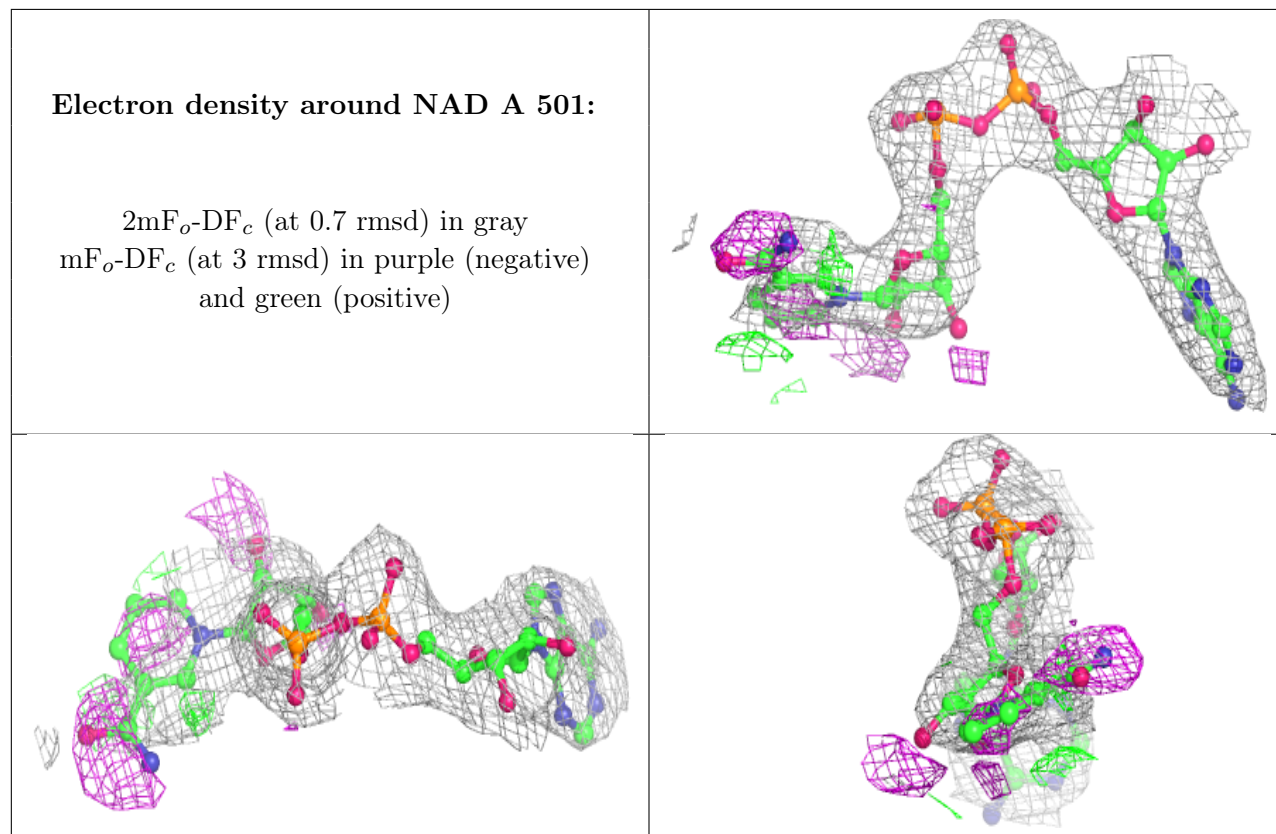 Electron density around NAD A 501:
2mFo-DFc (at 0.7 rmsd) in gray
mFo-DFc (at 3 rmsd) in purple (negative)
and green (positive)